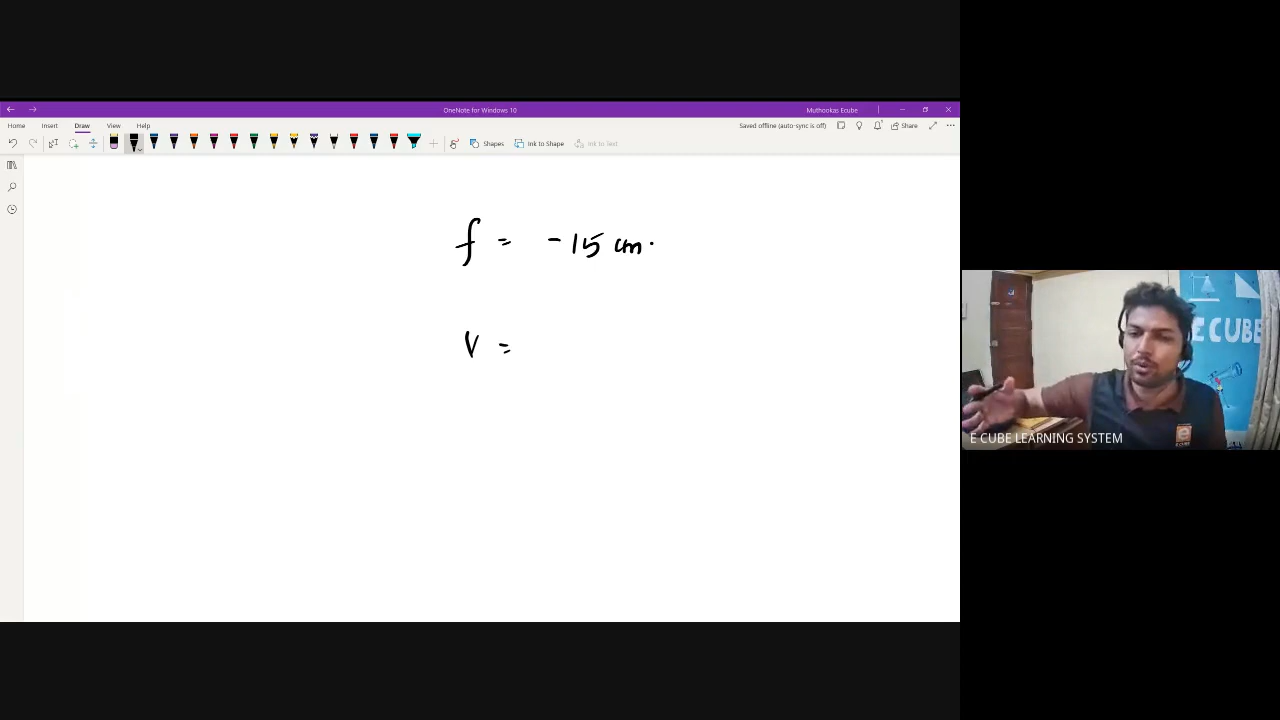 OneNote for Windows 10
Muthookas Ecube
Home Insert Draw View Help
Saved offline (auto-sync is off)
Share
Shapes
Ink to Shape
Ink to Text
f = - 15 cm.
V =
E CUBE
E CUBE LEARNING SYSTEM